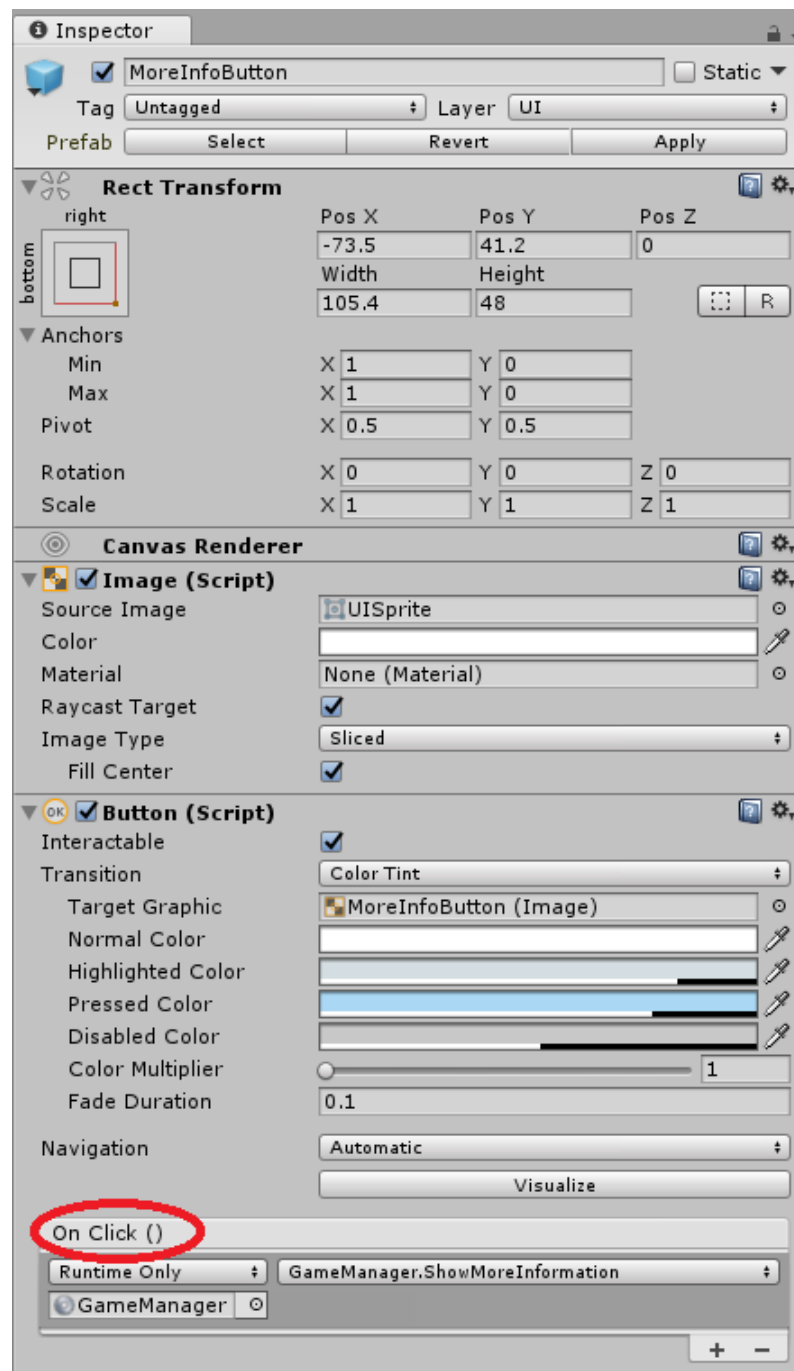 Inspector
MoreInfoButton Static
Tag Untagged Layer UI
Prefab Select Revert Apply
Rect Transform
right Pos X Pos Y Pos Z
bottom -73.5 41.2 0
Width Height
105.4 48 R
Anchors
Min X 1 Y 0
Max X 1 Y 0
Pivot X 0.5 Y 0.5
Rotation X 0 Y 0 Z 0
Scale X 1 Y 1 Z 1
Canvas Renderer
Image (Script)
Source Image UISprite
Color
Material None (Material)
Raycast Target
Image Type Sliced
Fill Center
OK Button (Script)
Interactable
Transition Color Tint
Target Graphic MoreInfoButton (Image)
Normal Color
Highlighted Color
Pressed Color
Disabled Color
Color Multiplier 1
Fade Duration 0.1
Navigation Automatic
Visualize
On Click ()
Runtime Only GameManager.ShowMoreInformation
GameManager
+ −